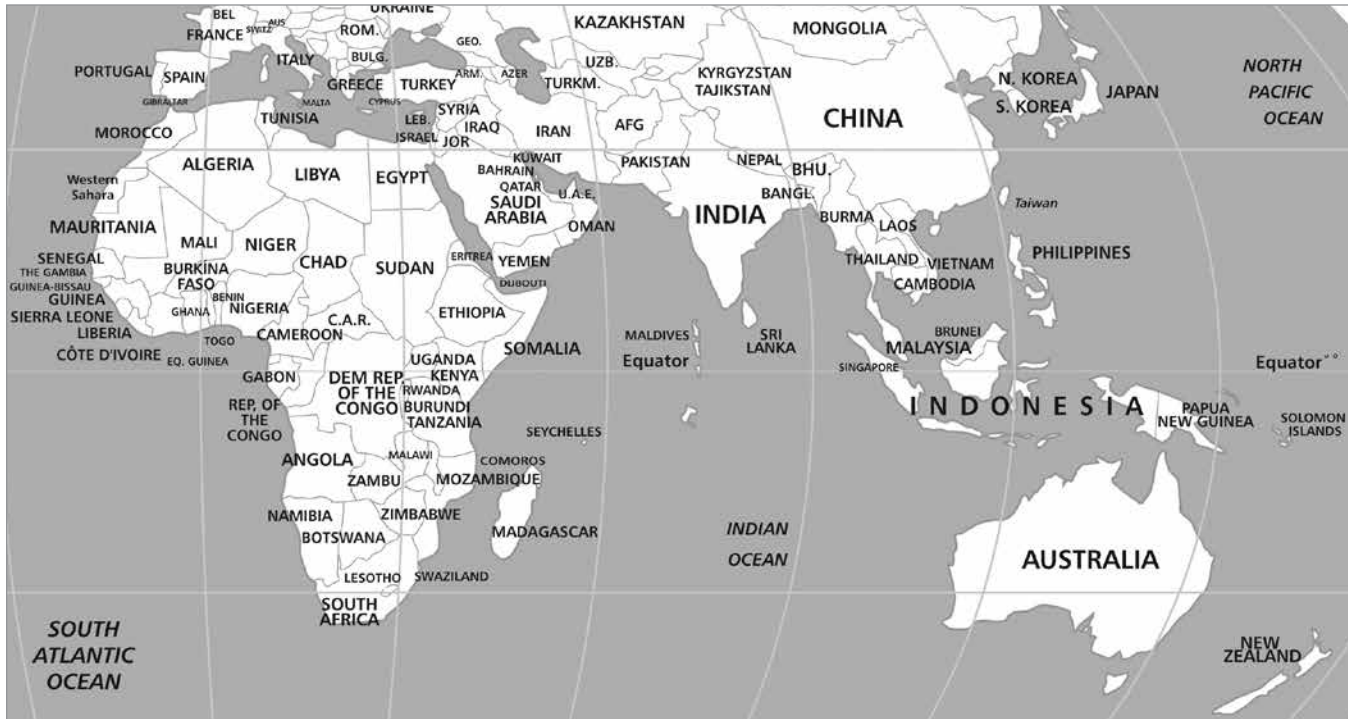 UKRAINE
BEL
FRANCE
SWITZ
AUS
ROM.
KAZAKHSTAN
MONGOLIA
ITALY
BULG.
GEO.
UZB.
PORTUGAL
SPAIN
GREECE
TURKEY
ARM.
AZER
TURKM.
KYRGYZSTAN
TAJIKSTAN
N. KOREA
S. KOREA
JAPAN
NORTH
PACIFIC
OCEAN
GIBRALTAR
MALTA
CYPRUS
SYRIA
MOROCCO
TUNISIA
LEB.
ISRAEL
JOR
IRAQ
IRAN
AFG
CHINA
ALGERIA
LIBYA
EGYPT
KUWAIT
BAHRAIN
QATAR
SAUDI
ARABIA
U.A.E.
OMAN
PAKISTAN
NEPAL
BHU.
BANGL.
INDIA
BURMA
LAOS
Taiwan
Western
Sahara
MAURITANIA
MALI
NIGER
CHAD
SUDAN
ERITREA
YEMEN
DUBOUTI
THAILAND
VIETNAM
CAMBODIA
PHILIPPINES
SENEGAL
THE GAMBIA
GUINEA-BISSAU
GUINEA
SIERRA LEONE
LIBERIA
CÔTE D'IVOIRE
BURKINA
FASO
BENIN
GHANA
NIGERIA
TOGO
EQ. GUINEA
C.A.R.
CAMEROON
ETHIOPIA
SOMALIA
MALDIVES
Equator
SRI
LANKA
BRUNEI
MALAYSIA
SINGAPORE
Equator°°
GABON
REP. OF
THE
CONGO
DEM REP.
OF THE
CONGO
UGANDA
KENYA
RWANDA
BURUNDI
TANZANIA
SEYCHELLES
INDONESIA
PAPUA
NEW GUINEA
SOLOMON
ISLANDS
ANGOLA
MALAWI
ZAMBU
COMOROS
MOZAMBIQUE
NAMIBIA
ZIMBABWE
BOTSWANA
MADAGASCAR
INDIAN
OCEAN
AUSTRALIA
LESOTHO
SWAZILAND
SOUTH
AFRICA
SOUTH
ATLANTIC
OCEAN
NEW
ZEALAND